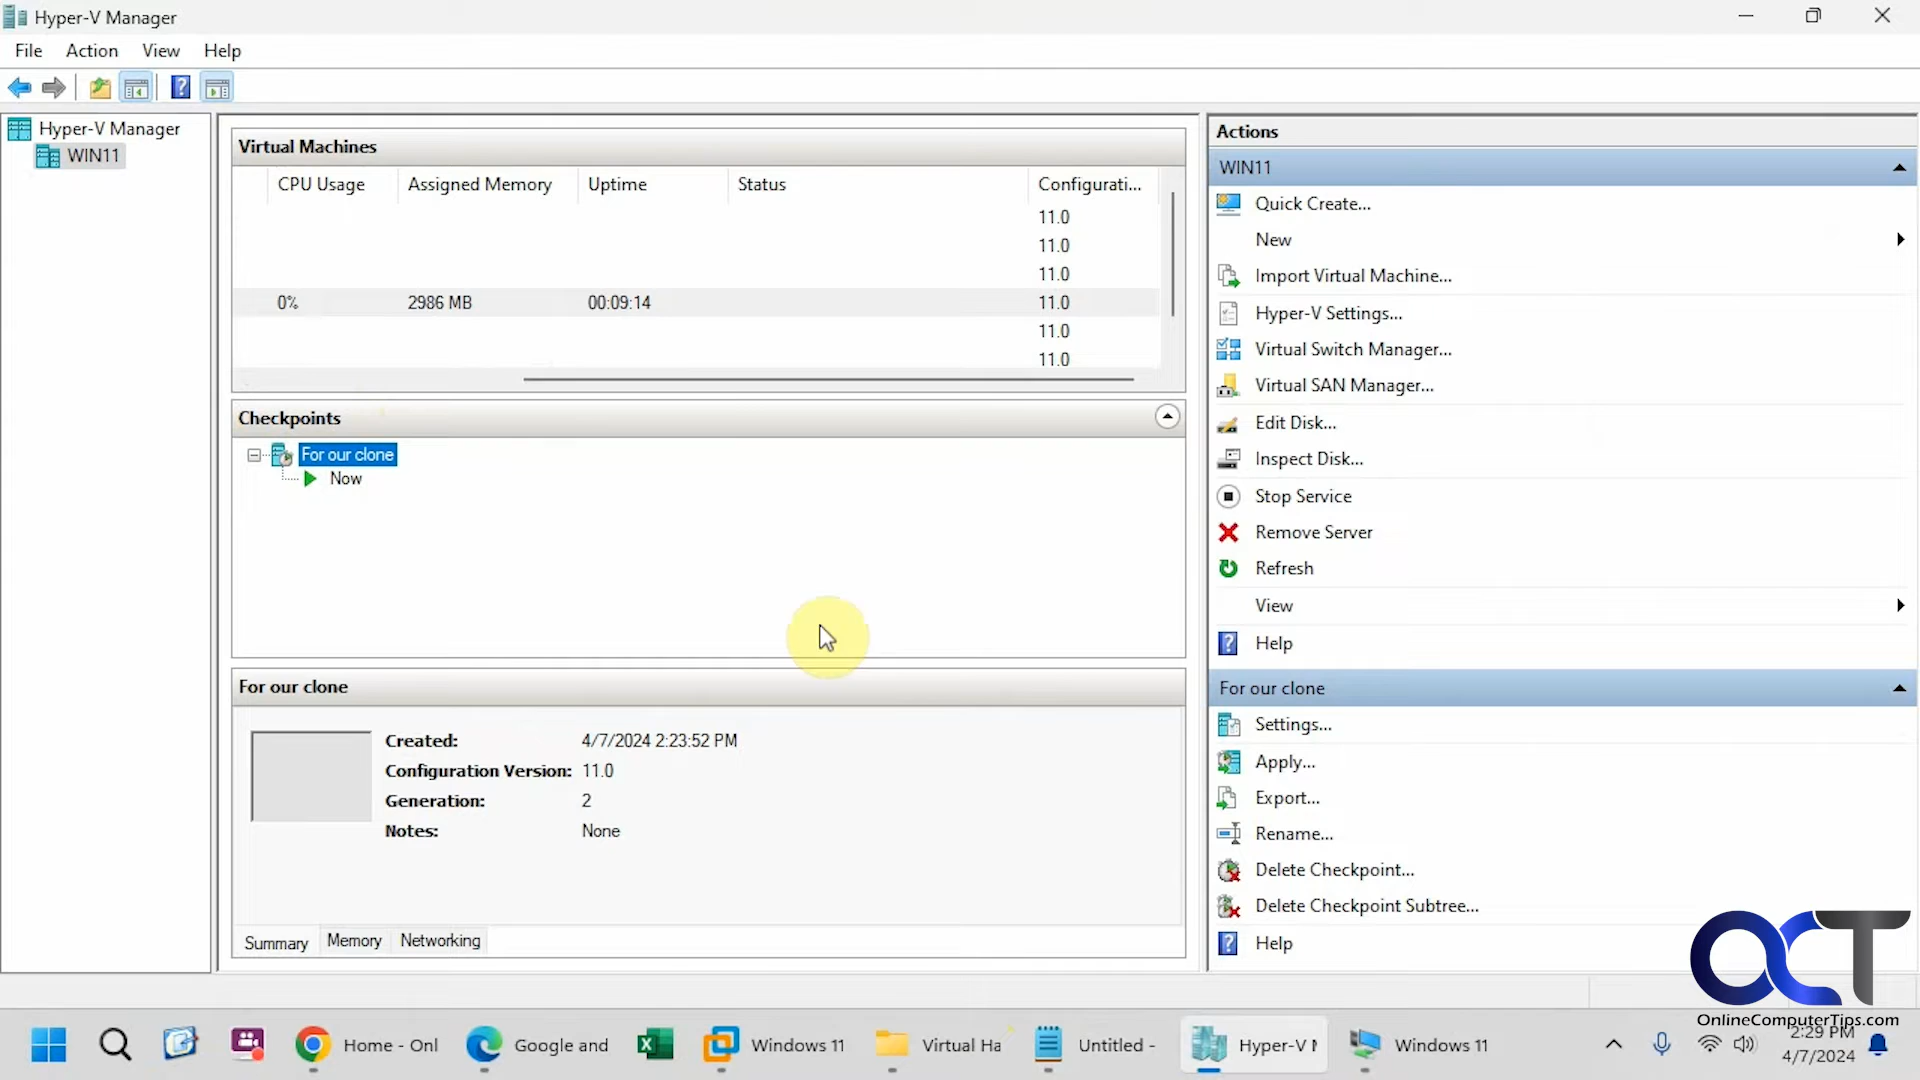 Hyper-V Manager
File Action View Help
Hyper-V Manager
WIN11
Virtual Machines
CPU Usage Assigned Memory Uptime Status Configurati...
11.0
11.0
11.0
0% 2986 MB 00:09:14 11.0
11.0
11.0
Checkpoints
For our clone
Now
For our clone
Created: 4/7/2024 2:23:52 PM
Configuration Version: 11.0
Generation: 2
Notes: None
Summary Memory Networking
Actions
WIN11
Quick Create...
New
Import Virtual Machine...
Hyper-V Settings...
Virtual Switch Manager...
Virtual SAN Manager...
Edit Disk...
Inspect Disk...
Stop Service
Remove Server
Refresh
View
Help
For our clone
Settings...
Apply...
Export...
Rename...
Delete Checkpoint...
Delete Checkpoint Subtree...
Help
OCT
OnlineComputerTips.com
Home - Onl Google and Windows 11 Virtual Ha Untitled - Hyper-V M Windows 11
2:29 PM
4/7/2024